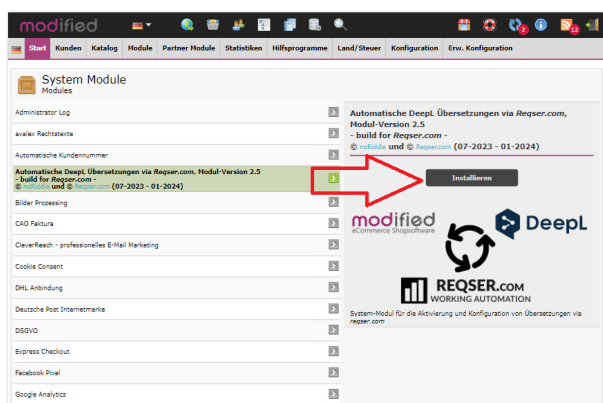 modified
2
12
Start Kunden Katalog Module Partner Module Statistiken Hilfsprogramme Land/Steuer Konfiguration Erw. Konfiguration
System Module
Modules
Administrator Log
avalex Rechtstexte
Automatische Kundennummer
Automatische DeepL Übersetzungen via Reqser.com, Modul-Version 2.5
- build for Reqser.com -
© noRiddle und © Reqser.com (07-2023 - 01-2024)
Bilder Prozessing
CAO Faktura
CleverReach - professionelles E-Mail Marketing
Cookie Consent
DHL Anbindung
Deutsche Post Internetmarke
DSGVO
Express Checkout
Facebook Pixel
Google Analytics
Automatische DeepL Übersetzungen via Reqser.com,
Modul-Version 2.5
- build for Reqser.com -
© noRiddle und © Reqser.com (07-2023 - 01-2024)
Installieren
modified
eCommerce Shopsoftware
DeepL
REQSER.COM
WORKING AUTOMATION
System-Modul für die Aktivierung und Konfiguration von Übersetzungen via
reqser.com